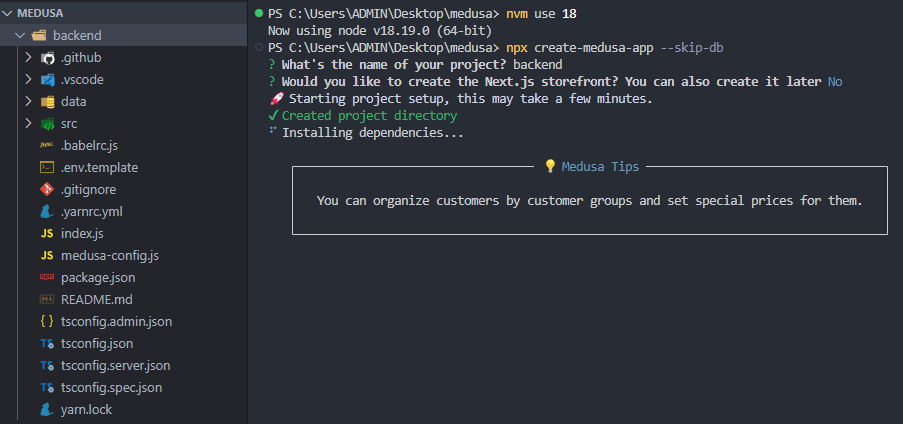 MEDUSA
backend
.github
.vscode
data
src
.babelrc.js
.env.template
.gitignore
.yarnrc.yml
JS index.js
JS medusa-config.js
package.json
README.md
{ } tsconfig.admin.json
TS tsconfig.json
TS tsconfig.server.json
TS tsconfig.spec.json
yarn.lock
PS C:\Users\ADMIN\Desktop\medusa> nvm use 18
Now using node v18.19.0 (64-bit)
PS C:\Users\ADMIN\Desktop\medusa> npx create-medusa-app --skip-db
? What's the name of your project? backend
? Would you like to create the Next.js storefront? You can also create it later No
🚀 Starting project setup, this may take a few minutes.
✓ Created project directory
Installing dependencies...
💡 Medusa Tips
You can organize customers by customer groups and set special prices for them.